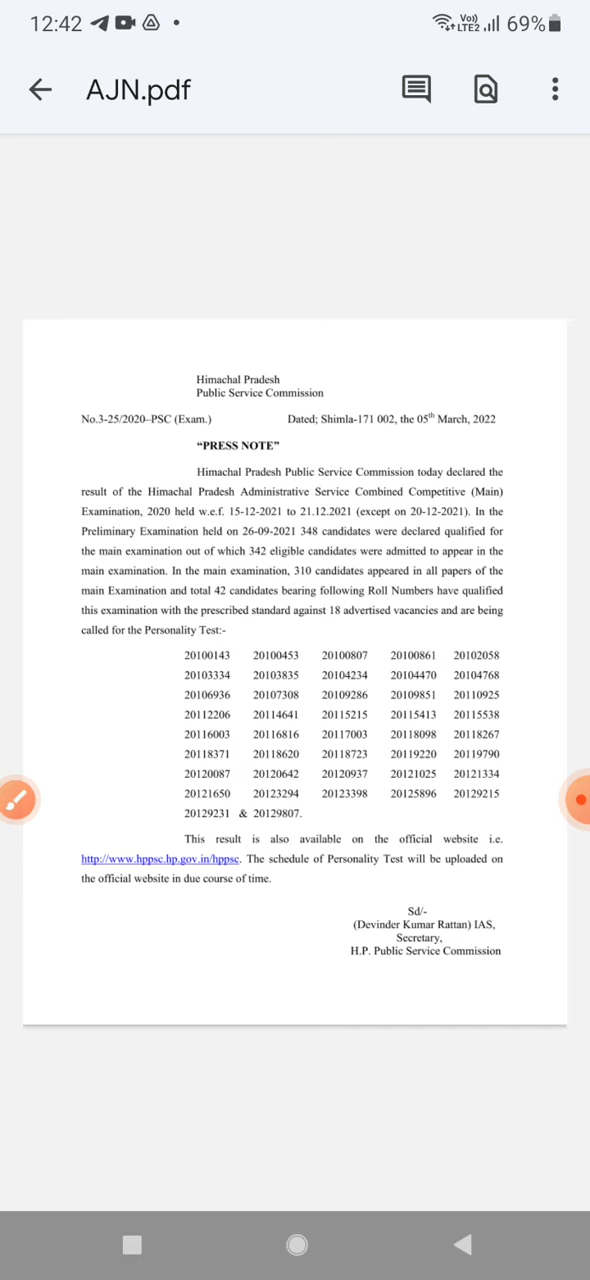 12:42
Vo))
LTE2
69%
AJN.pdf
Himachal Pradesh
Public Service Commission
No.3-25/2020–PSC (Exam.) Dated; Shimla-171 002, the 05th March, 2022
“PRESS NOTE”
Himachal Pradesh Public Service Commission today declared the
result of the Himachal Pradesh Administrative Service Combined Competitive (Main)
Examination, 2020 held w.e.f. 15-12-2021 to 21.12.2021 (except on 20-12-2021). In the
Preliminary Examination held on 26-09-2021 348 candidates were declared qualified for
the main examination out of which 342 eligible candidates were admitted to appear in the
main examination. In the main examination, 310 candidates appeared in all papers of the
main Examination and total 42 candidates bearing following Roll Numbers have qualified
this examination with the prescribed standard against 18 advertised vacancies and are being
called for the Personality Test:-
20100143 20100453 20100807 20100861 20102058
20103334 20103835 20104234 20104470 20104768
20106936 20107308 20109286 20109851 20110925
20112206 20114641 20115215 20115413 20115538
20116003 20116816 20117003 20118098 20118267
20118371 20118620 20118723 20119220 20119790
20120087 20120642 20120937 20121025 20121334
20121650 20123294 20123398 20125896 20129215
20129231 & 20129807.
This result is also available on the official website i.e.
http://www.hppsc.hp.gov.in/hppsc. The schedule of Personality Test will be uploaded on
the official website in due course of time.
Sd/-
(Devinder Kumar Rattan) IAS,
Secretary,
H.P. Public Service Commission